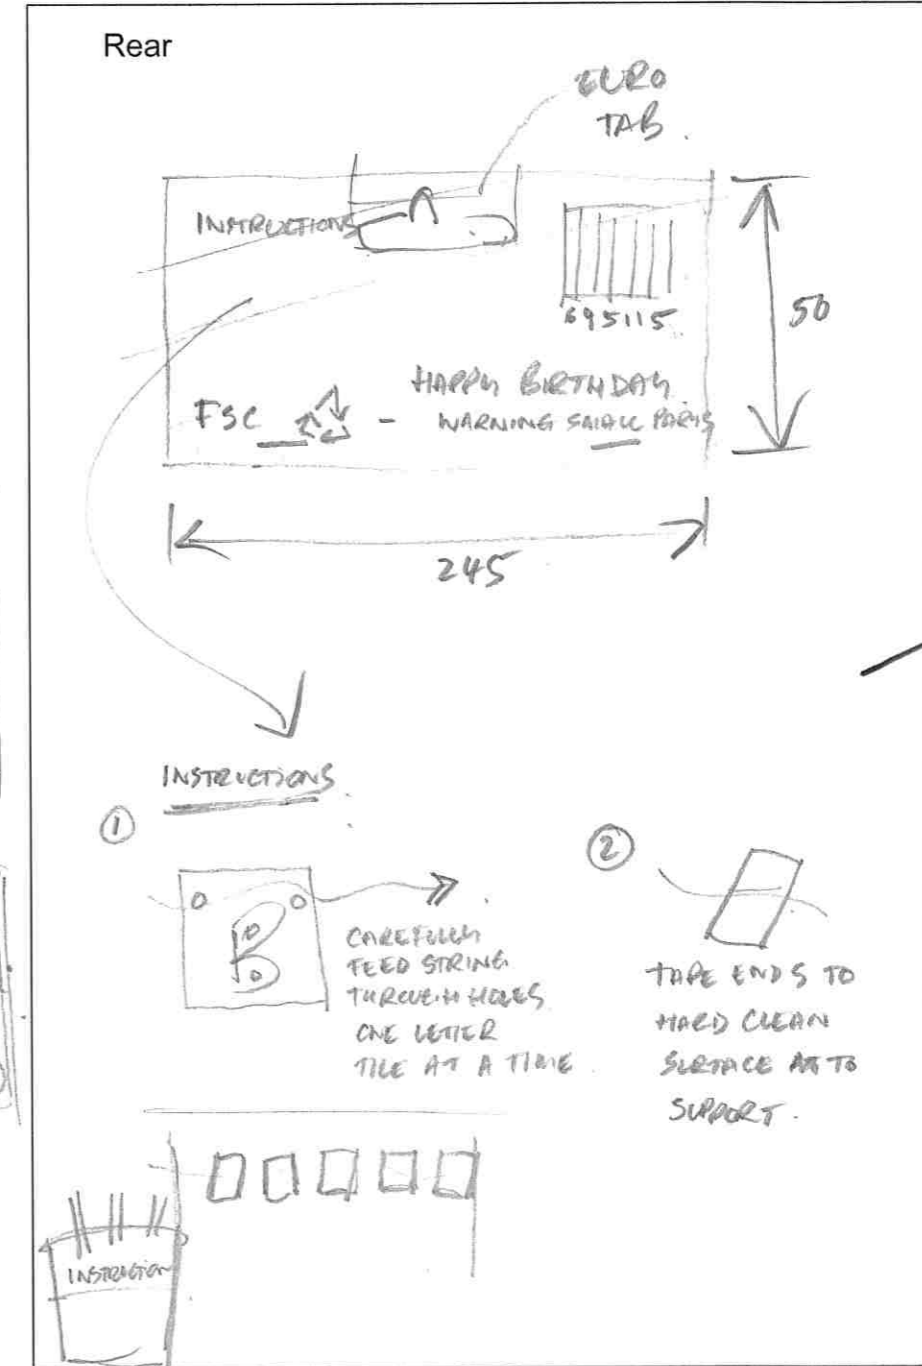 Rear
EURO
TAB.
INSTRUCTIONS
695115
50
FSC - HAPPY BIRTHDAY
WARNING SMALL PARTS
245
INSTRUCTIONS
1
B
CAREFULLY
FEED STRING
THROUGH HOLES
ONE LETTER
TILE AT A TIME
2
TAPE ENDS TO
HARD CLEAN
SURFACE TO
SUPPORT.
INSTRUCTION